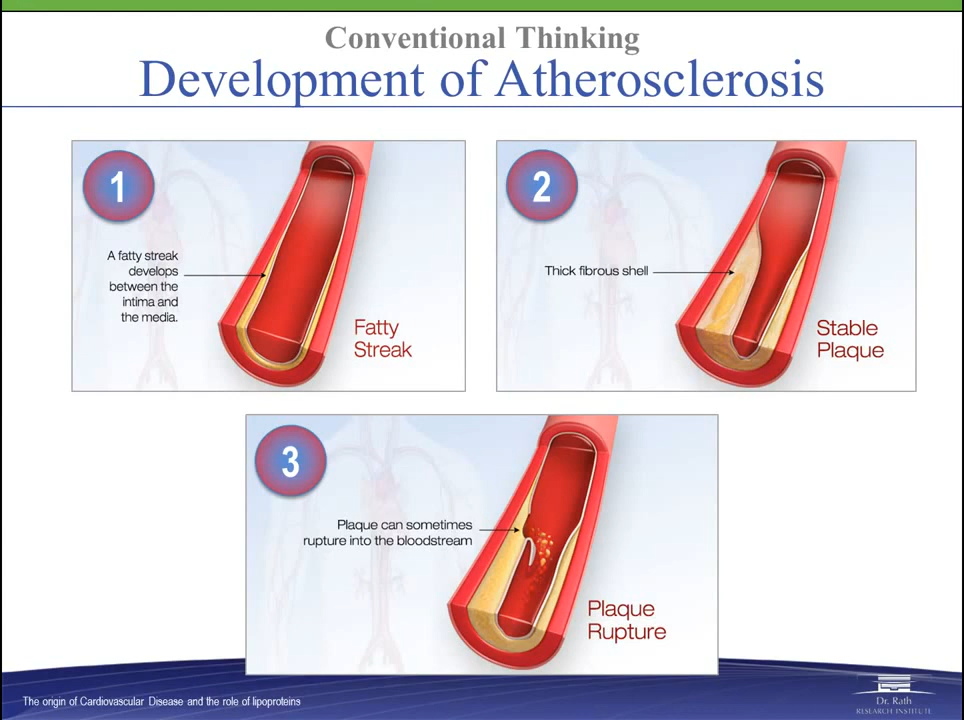 Conventional Thinking
Development of Atherosclerosis
1
A fatty streak
develops
between the
intima and
the media.
Fatty
Streak
2
Thick fibrous shell
Stable
Plaque
3
Plaque can sometimes
rupture into the bloodstream
Plaque
Rupture
The origin of Cardiovascular Disease and the role of lipoproteins
Dr. Rath
RESEARCH INSTITUTE